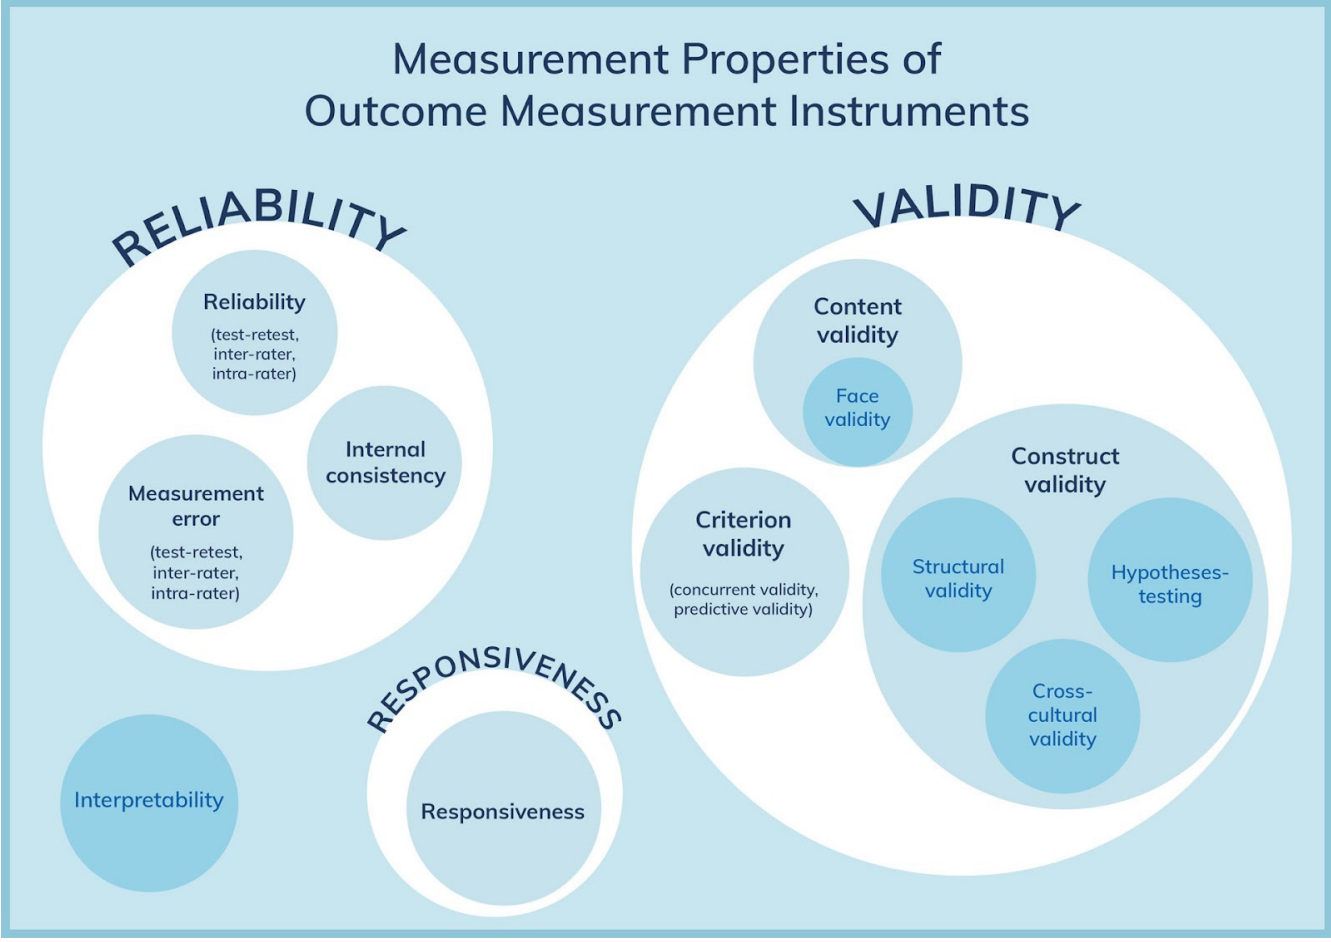 Measurement Properties of
Outcome Measurement Instruments
RELIABILITY
Reliability
(test-retest,
inter-rater,
intra-rater)
Internal
consistency
Measurement
error
(test-retest,
inter-rater,
intra-rater)
VALIDITY
Content
validity
Face
validity
Criterion
validity
(concurrent validity,
predictive validity)
Construct
validity
Structural
validity
Hypotheses-
testing
Cross-
cultural
validity
RESPONSIVENESS
Responsiveness
Interpretability